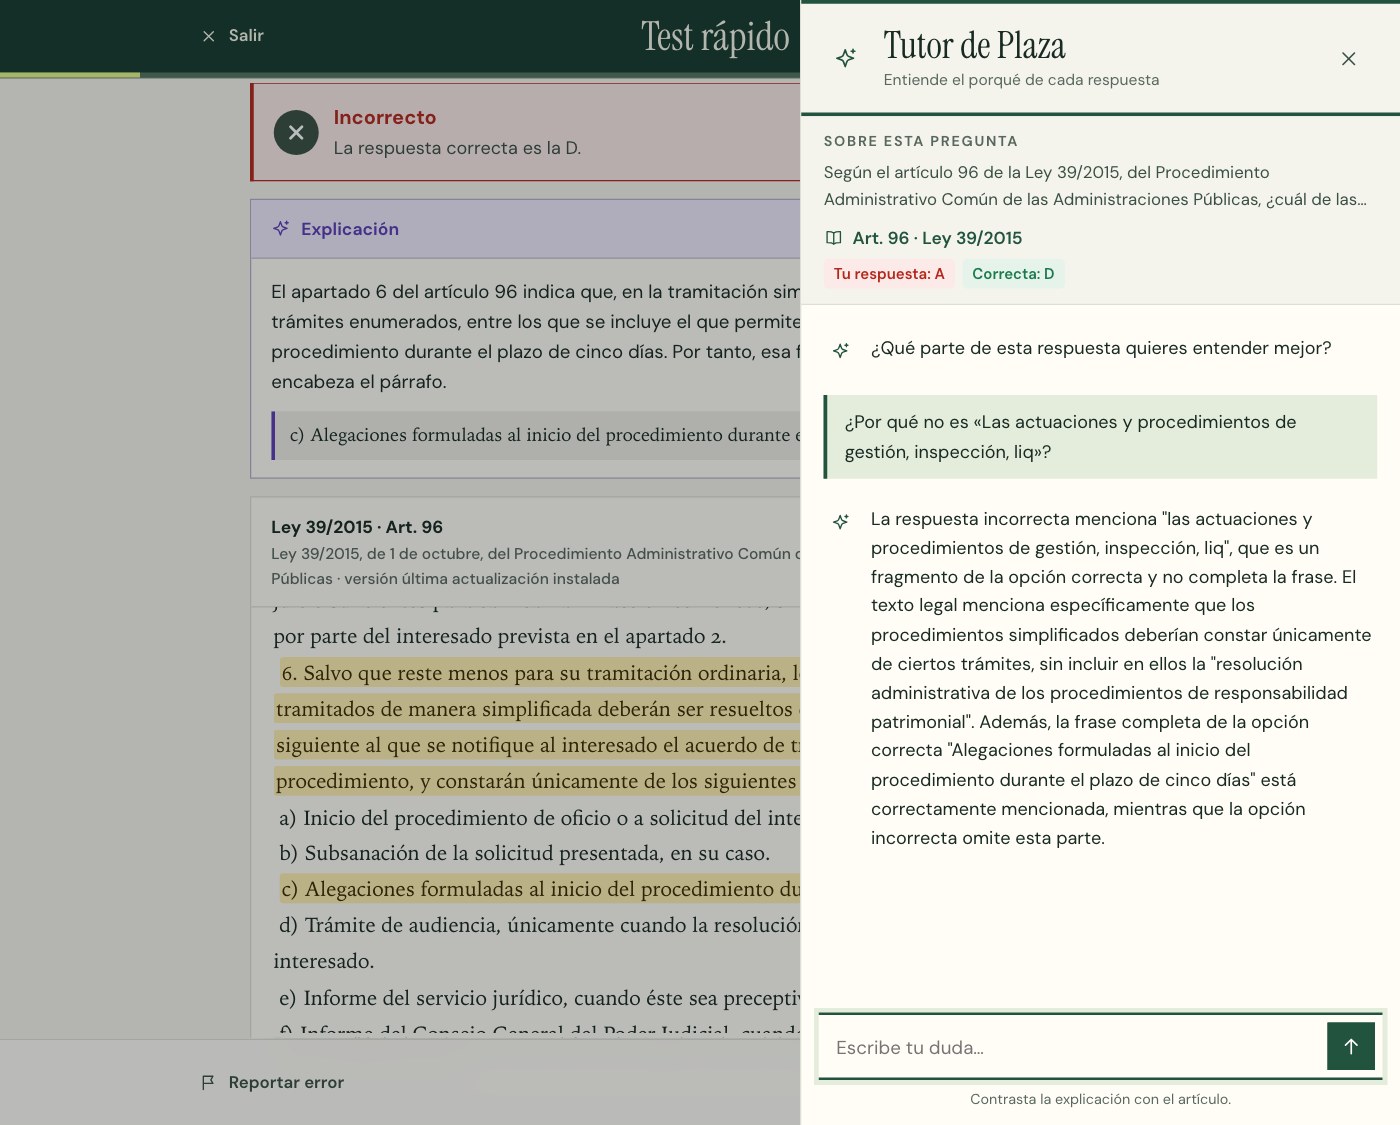 Salir
Test rápido
Incorrecto
La respuesta correcta es la D.
Explicación
El apartado 6 del artículo 96 indica que, en la tramitación sim
trámites enumerados, entre los que se incluye el que permite
procedimiento durante el plazo de cinco días. Por tanto, esa f
encabeza el párrafo.
c) Alegaciones formuladas al inicio del procedimiento durante e
Ley 39/2015 · Art. 96
Ley 39/2015, de 1 de octubre, del Procedimiento Administrativo Común d
Públicas · versión última actualización instalada
por parte del interesado prevista en el apartado 2.
6. Salvo que reste menos para su tramitación ordinaria, l
tramitados de manera simplificada deberán ser resueltos
siguiente al que se notifique al interesado el acuerdo de t
procedimiento, y constarán únicamente de los siguientes
a) Inicio del procedimiento de oficio o a solicitud del inte
b) Subsanación de la solicitud presentada, en su caso.
c) Alegaciones formuladas al inicio del procedimiento du
d) Trámite de audiencia, únicamente cuando la resolució
interesado.
e) Informe del servicio jurídico, cuando éste sea precepti
f) Informe del Consejo General del Poder Judicial, cuand
Reportar error
Tutor de Plaza
Entiende el porqué de cada respuesta
SOBRE ESTA PREGUNTA
Según el artículo 96 de la Ley 39/2015, del Procedimiento
Administrativo Común de las Administraciones Públicas, ¿cuál de las...
Art. 96 · Ley 39/2015
Tu respuesta: A
Correcta: D
¿Qué parte de esta respuesta quieres entender mejor?
¿Por qué no es «Las actuaciones y procedimientos de
gestión, inspección, liq»?
La respuesta incorrecta menciona "las actuaciones y
procedimientos de gestión, inspección, liq", que es un
fragmento de la opción correcta y no completa la frase. El
texto legal menciona específicamente que los
procedimientos simplificados deberían constar únicamente
de ciertos trámites, sin incluir en ellos la "resolución
administrativa de los procedimientos de responsabilidad
patrimonial". Además, la frase completa de la opción
correcta "Alegaciones formuladas al inicio del
procedimiento durante el plazo de cinco días" está
correctamente mencionada, mientras que la opción
incorrecta omite esta parte.
Escribe tu duda...
Contrasta la explicación con el artículo.